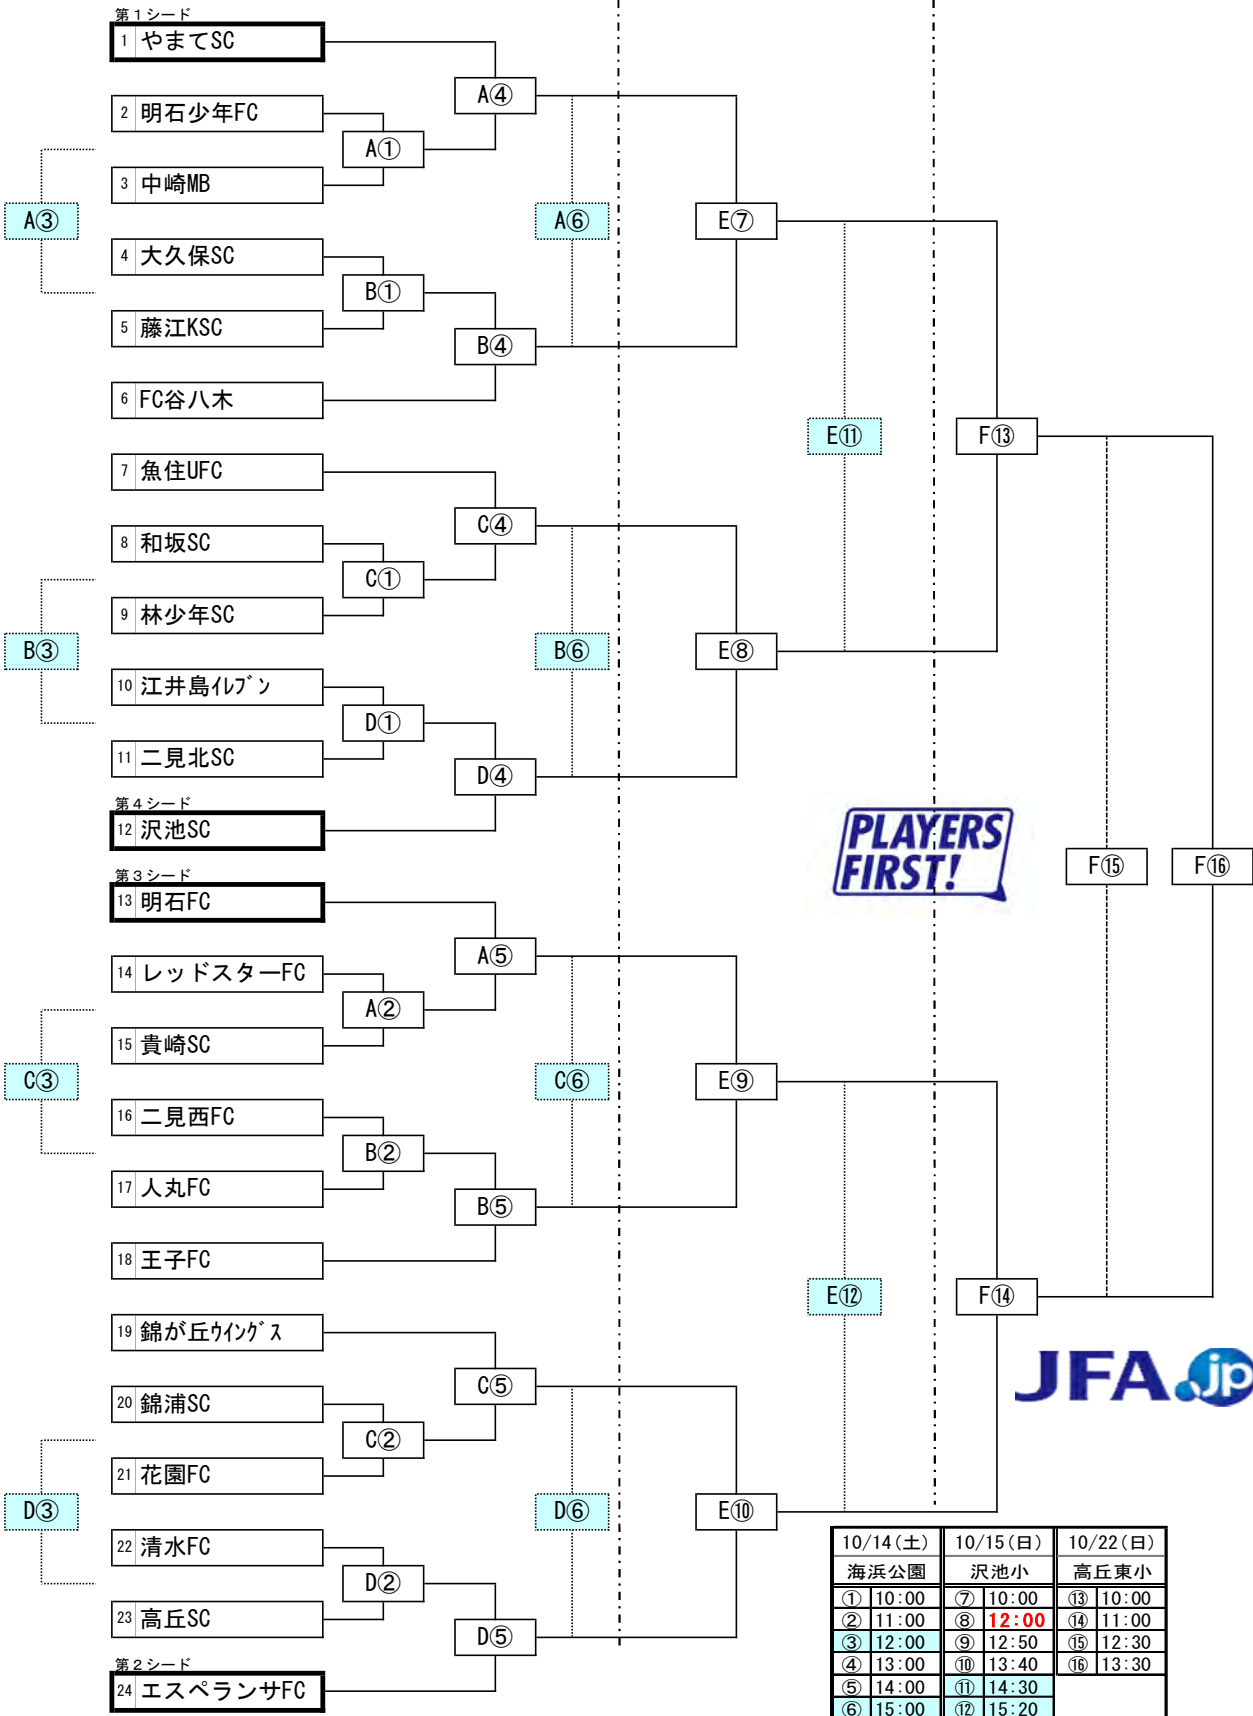 第1シード
1 やまてSC
A④
2 明石少年FC
A①
3 中崎MB
A③
A⑥
E⑦
4 大久保SC
B①
5 藤江KSC
B④
6 FC谷八木
E⑪
F⑬
7 魚住UFC
C④
8 和坂SC
C①
9 林少年SC
B③
B⑥
E⑧
10 江井島ｲﾚﾌﾞﾝ
D①
11 二見北SC
D④
第4シード
12 沢池SC
PLAYERS
FIRST!
F⑮
F⑯
第3シード
13 明石FC
A⑤
14 レッドスターFC
A②
15 貴崎SC
C③
C⑥
E⑨
16 二見西FC
B②
17 人丸FC
B⑤
18 王子FC
E⑫
F⑭
19 錦が丘ｳｲﾝｸﾞｽ
JFA.jp
C⑤
20 錦浦SC
C②
21 花園FC
D③
D⑥
E⑩
22 清水FC
D②
23 高丘SC
D⑤
第2シード
24 エスペランサFC
10/14(土) 10/15(日) 10/22(日)
海浜公園 沢池小 高丘東小
① 10:00 ⑦ 10:00 ⑬ 10:00
② 11:00 ⑧ 12:00 ⑭ 11:00
③ 12:00 ⑨ 12:50 ⑮ 12:30
④ 13:00 ⑩ 13:40 ⑯ 13:30
⑤ 14:00 ⑪ 14:30
⑥ 15:00 ⑫ 15:20